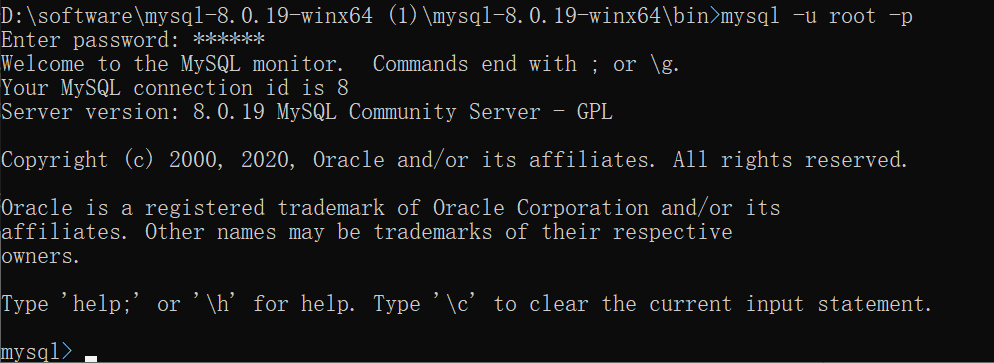 D:\software\mysql-8.0.19-winx64 (1)\mysql-8.0.19-winx64\bin>mysql -u root -p
Enter password: ******
Welcome to the MySQL monitor.  Commands end with ; or \g.
Your MySQL connection id is 8
Server version: 8.0.19 MySQL Community Server - GPL

Copyright (c) 2000, 2020, Oracle and/or its affiliates. All rights reserved.

Oracle is a registered trademark of Oracle Corporation and/or its
affiliates. Other names may be trademarks of their respective
owners.

Type 'help;' or '\h' for help. Type '\c' to clear the current input statement.

mysql> _